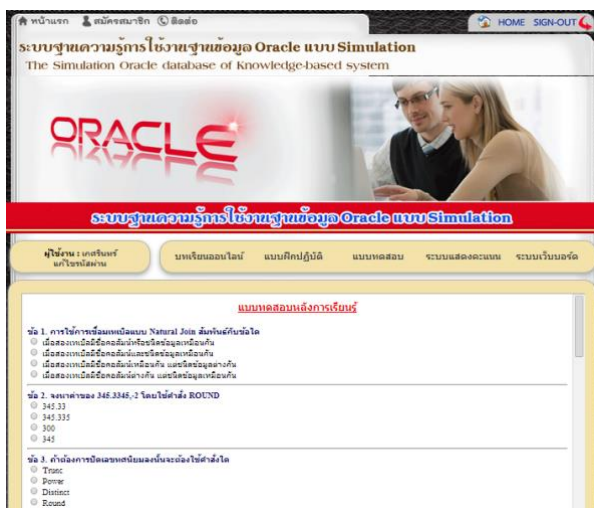 หน้าแรก สมัครสมาชิก ติดต่อ
HOME SIGN-OUT
ระบบฐานความรู้การใช้งานฐานข้อมูล Oracle แบบ Simulation
The Simulation Oracle database of Knowledge-based system
ORACLE
ระบบฐานความรู้การใช้งานฐานข้อมูล Oracle แบบ Simulation
ผู้ใช้งาน : เกศรินทร์
แก้ไขรหัสผ่าน
บทเรียนออนไลน์ แบบฝึกปฏิบัติ แบบทดสอบ ระบบแสดงคะแนน ระบบเว็บบอร์ด
แบบทดสอบหลังการเรียนรู้
ข้อ 1. การใช้การเชื่อมเทเบิลแบบ Natural Join สัมพันธ์กับข้อใด
เมื่อสองเทเบิลมีชื่อคอลัมน์หรือชนิดข้อมูลเหมือนกัน
เมื่อสองเทเบิลมีชื่อคอลัมน์และชนิดข้อมูลเหมือนกัน
เมื่อสองเทเบิลมีชื่อคอลัมน์เหมือนกัน แต่ชนิดข้อมูลต่างกัน
เมื่อสองเทเบิลมีชื่อคอลัมน์ต่างกัน แต่ชนิดข้อมูลเหมือนกัน
ข้อ 2. จงหาค่าของ 345.3345,-2 โดยใช้คำสั่ง ROUND
345.33
345.335
300
345
ข้อ 3. ถ้าต้องการปัดเลขทศนิยมลงนั้นจะต้องใช้คำสั่งใด
Trunc
Power
Distinct
Round